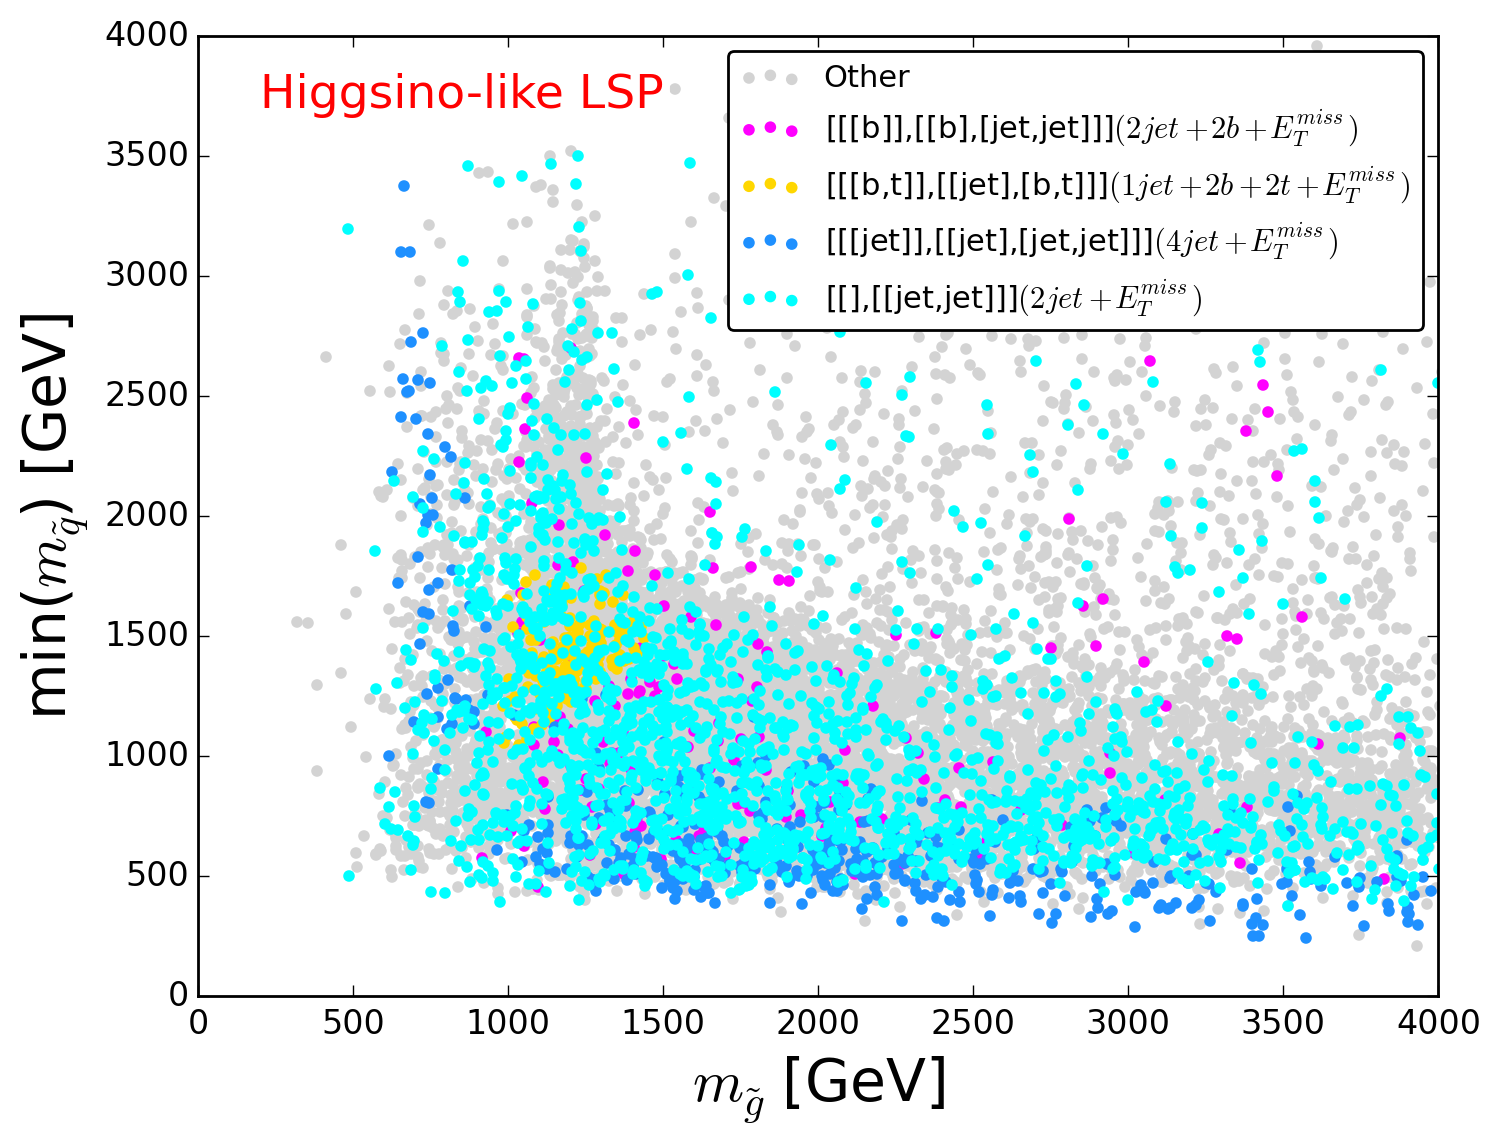 4000
3500
3000
2500
2000
1500
1000
500
0
min(m_q̃) [GeV]
Higgsino-like LSP
Other
[[[b]],[[b],[jet,jet]]](2jet+2b+E_T^{miss})
[[[b,t]],[[jet],[b,t]]](1jet+2b+2t+E_T^{miss})
[[[jet]],[[jet],[jet,jet]]](4jet+E_T^{miss})
[[],[[jet,jet]]](2jet+E_T^{miss})
0 500 1000 1500 2000 2500 3000 3500 4000
m_g̃ [GeV]